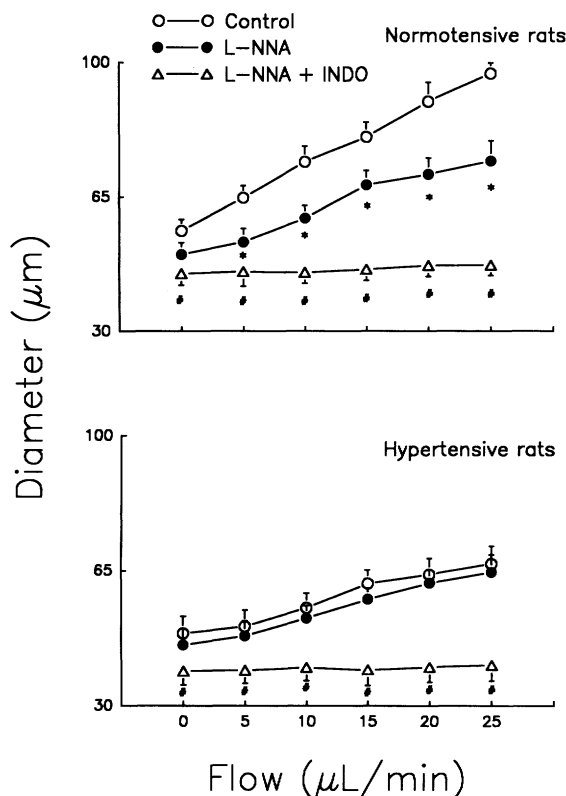 Control
L-NNA
L-NNA + INDO
Normotensive rats
100
65
30
* * * * *
# # # # # #
Diameter (μm)
Hypertensive rats
100
65
30
# # # # # #
0 5 10 15 20 25
Flow (μL/min)